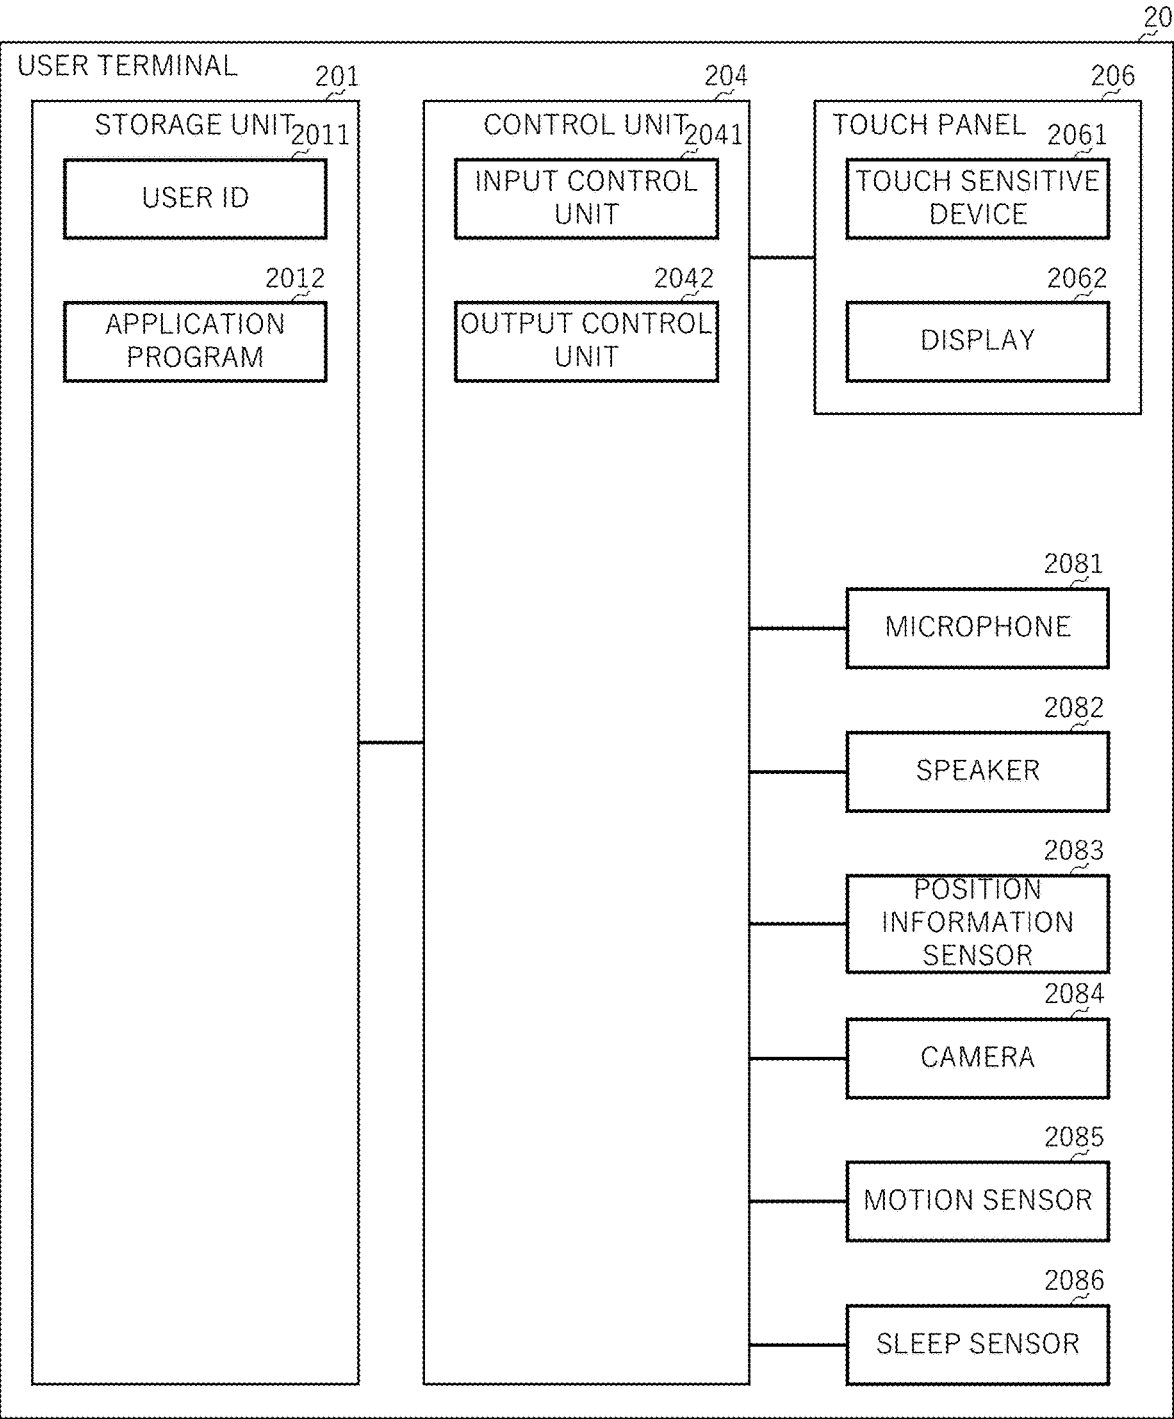 20
USER TERMINAL
201
STORAGE UNIT
2011
USER ID
2012
APPLICATION
PROGRAM
204
CONTROL UNIT
2041
INPUT CONTROL
UNIT
2042
OUTPUT CONTROL
UNIT
206
TOUCH PANEL
2061
TOUCH SENSITIVE
DEVICE
2062
DISPLAY
2081
MICROPHONE
2082
SPEAKER
2083
POSITION
INFORMATION
SENSOR
2084
CAMERA
2085
MOTION SENSOR
2086
SLEEP SENSOR